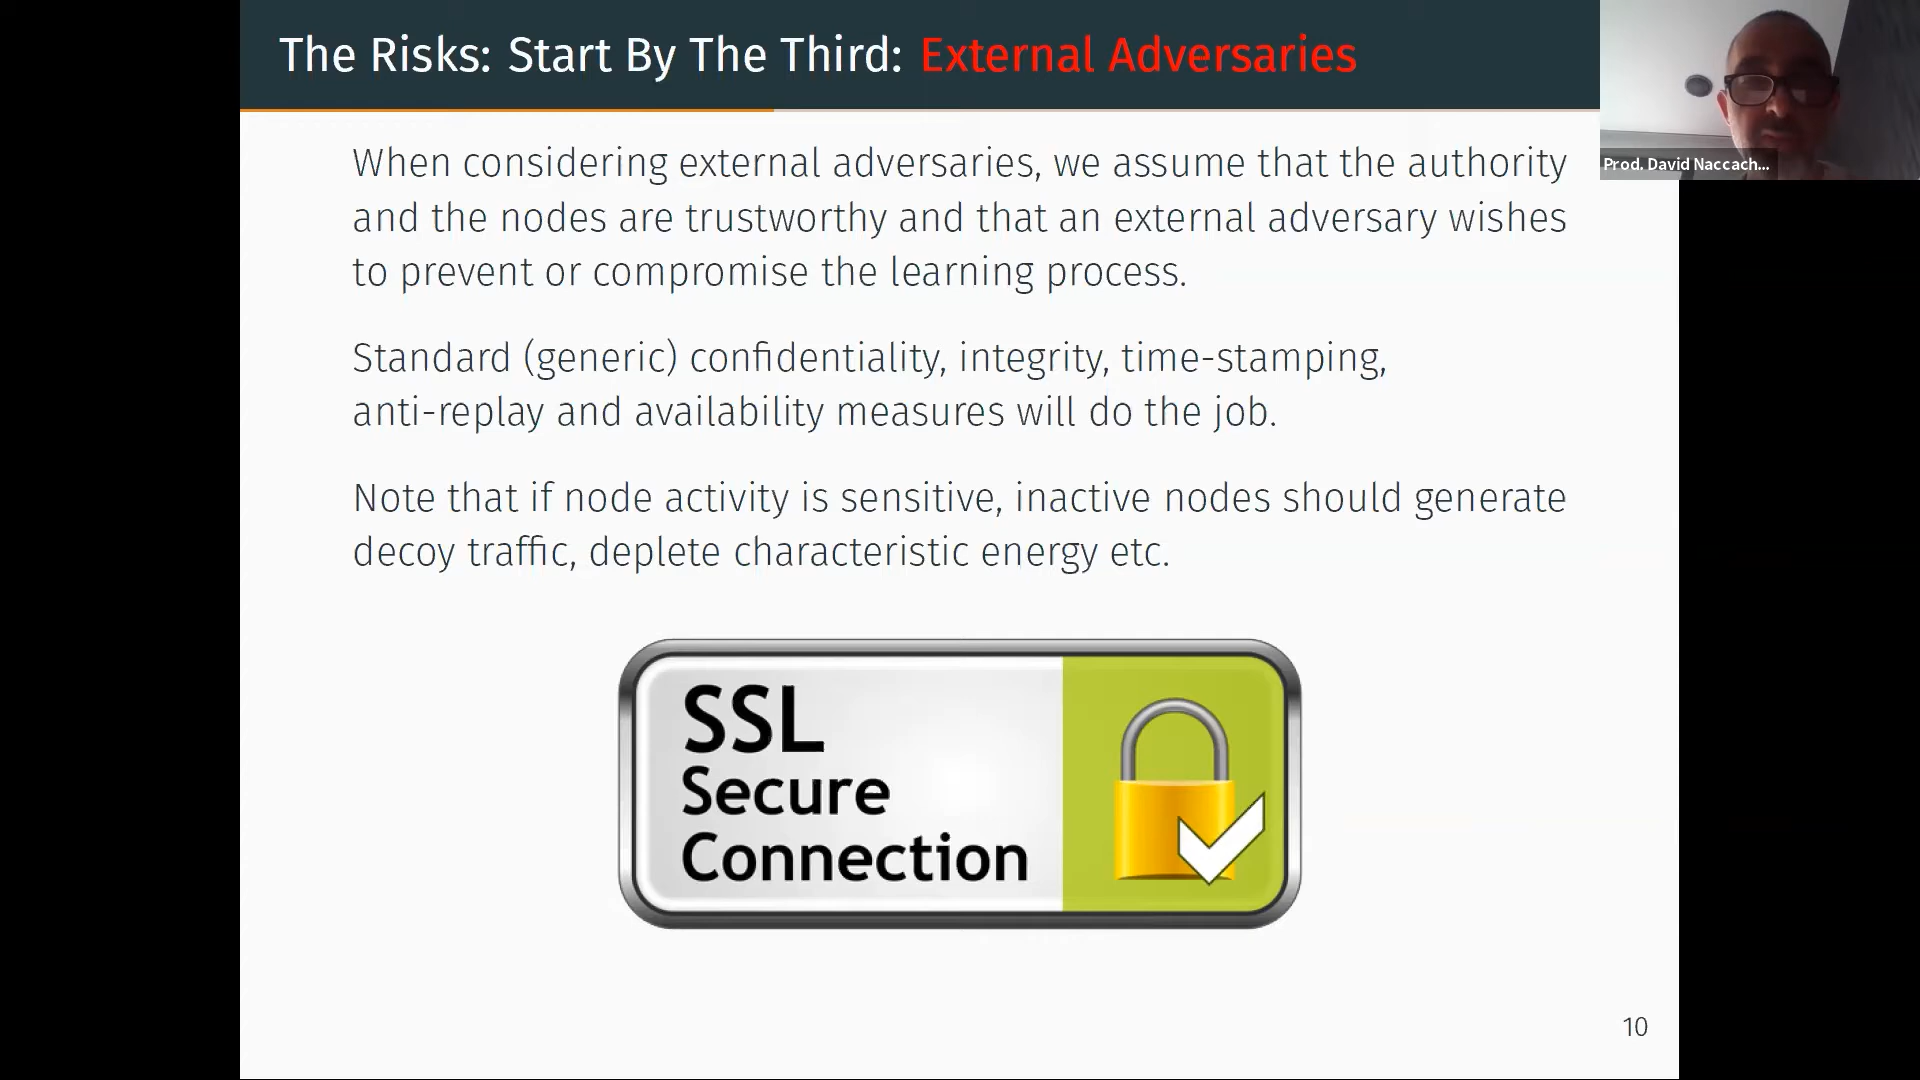 The Risks: Start By The Third: External Adversaries
Prod. David Naccach...
When considering external adversaries, we assume that the authority
and the nodes are trustworthy and that an external adversary wishes
to prevent or compromise the learning process.
Standard (generic) confidentiality, integrity, time-stamping,
anti-replay and availability measures will do the job.
Note that if node activity is sensitive, inactive nodes should generate
decoy traffic, deplete characteristic energy etc.
SSL
Secure
Connection
10